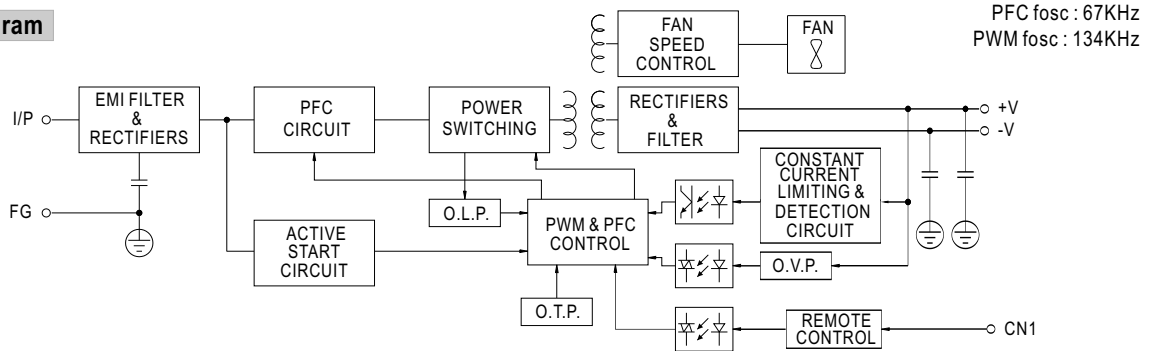 ram
PFC fosc : 67KHz
PWM fosc : 134KHz
FAN
SPEED
CONTROL
FAN
I/P
EMI FILTER
&
RECTIFIERS
PFC
CIRCUIT
POWER
SWITCHING
RECTIFIERS
&
FILTER
+V
-V
FG
ACTIVE
START
CIRCUIT
O.L.P.
PWM & PFC
CONTROL
CONSTANT
CURRENT
LIMITING &
DETECTION
CIRCUIT
O.V.P.
O.T.P.
REMOTE
CONTROL
CN1